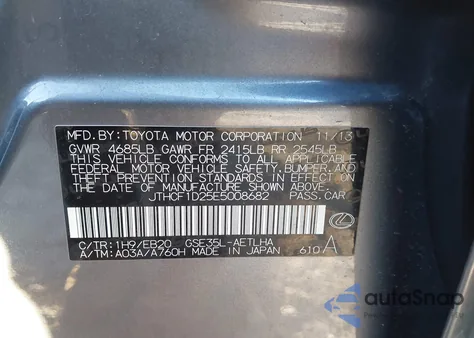 MFD. BY: TOYOTA MOTOR CORPORATION 11/13
GVWR 4685LB GAWR FR 2415LB RR 2545LB
THIS VEHICLE CONFORMS TO ALL APPLICABLE
FEDERAL MOTOR VEHICLE SAFETY, BUMPER, AND
THEFT PREVENTION STANDARDS IN EFFECT ON
THE DATE OF MANUFACTURE SHOWN ABOVE.
JTHCF1D25E5008682 PASS. CAR
C/TR: 1H9/EB20 GSE35L-AETLHA
A/TM: A03A/A760H MADE IN JAPAN 610 A
autoSnap